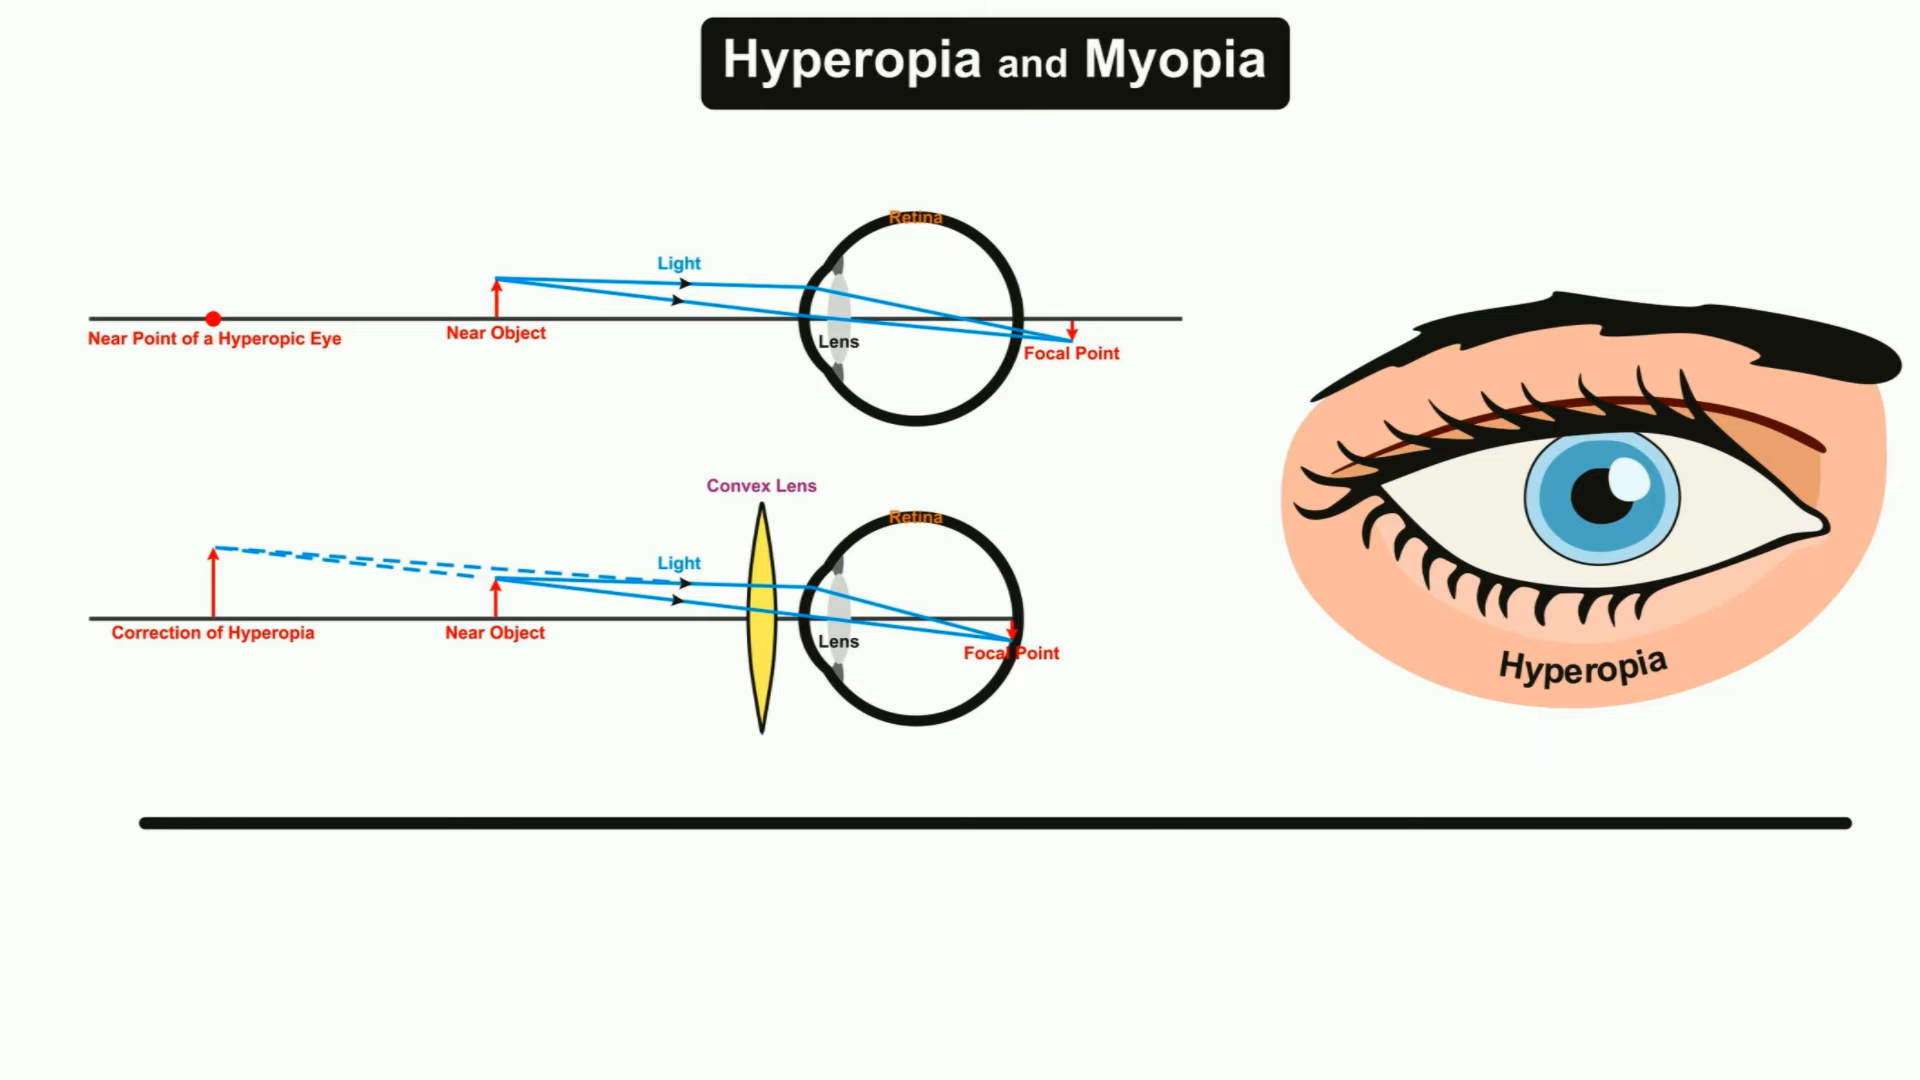 Hyperopia and Myopia
Retina
Light
Near Point of a Hyperopic Eye
Near Object
Lens
Focal Point
Convex Lens
Retina
Light
Correction of Hyperopia
Near Object
Lens
Focal Point
Hyperopia